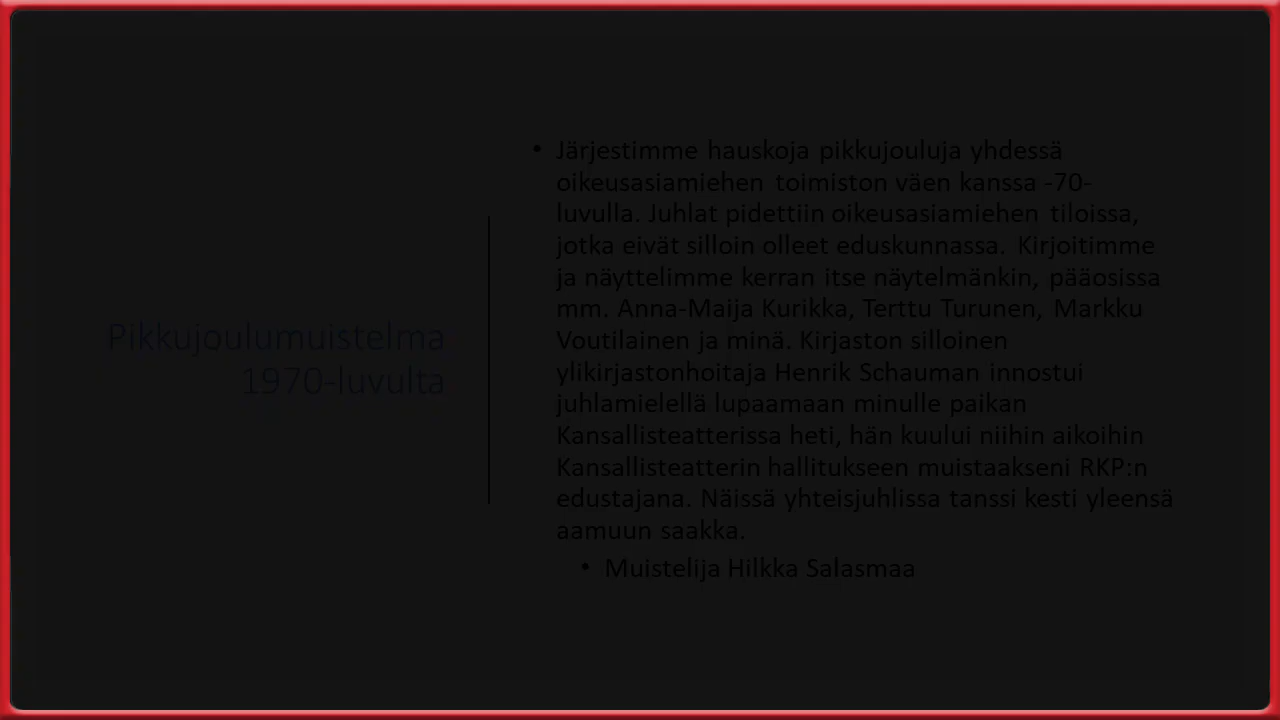 Pikkujoulumuistelma
1970-luvulta
• Järjestimme hauskoja pikkujouluja yhdessä
oikeusasiamiehen toimiston väen kanssa -70-
luvulla. Juhlat pidettiin oikeusasiamiehen tiloissa,
jotka eivät silloin olleet eduskunnassa. Kirjoitimme
ja näyttelimme kerran itse näytelmänkin, pääosissa
mm. Anna-Maija Kurikka, Terttu Turunen, Markku
Voutilainen ja minä. Kirjaston silloinen
ylikirjastonhoitaja Henrik Schauman innostui
juhlamielellä lupaamaan minulle paikan
Kansallisteatterissa heti, hän kuului niihin aikoihin
Kansallisteatterin hallitukseen muistaakseni RKP:n
edustajana. Näissä yhteisjuhlissa tanssi kesti yleensä
aamuun saakka.
• Muistelija Hilkka Salasmaa